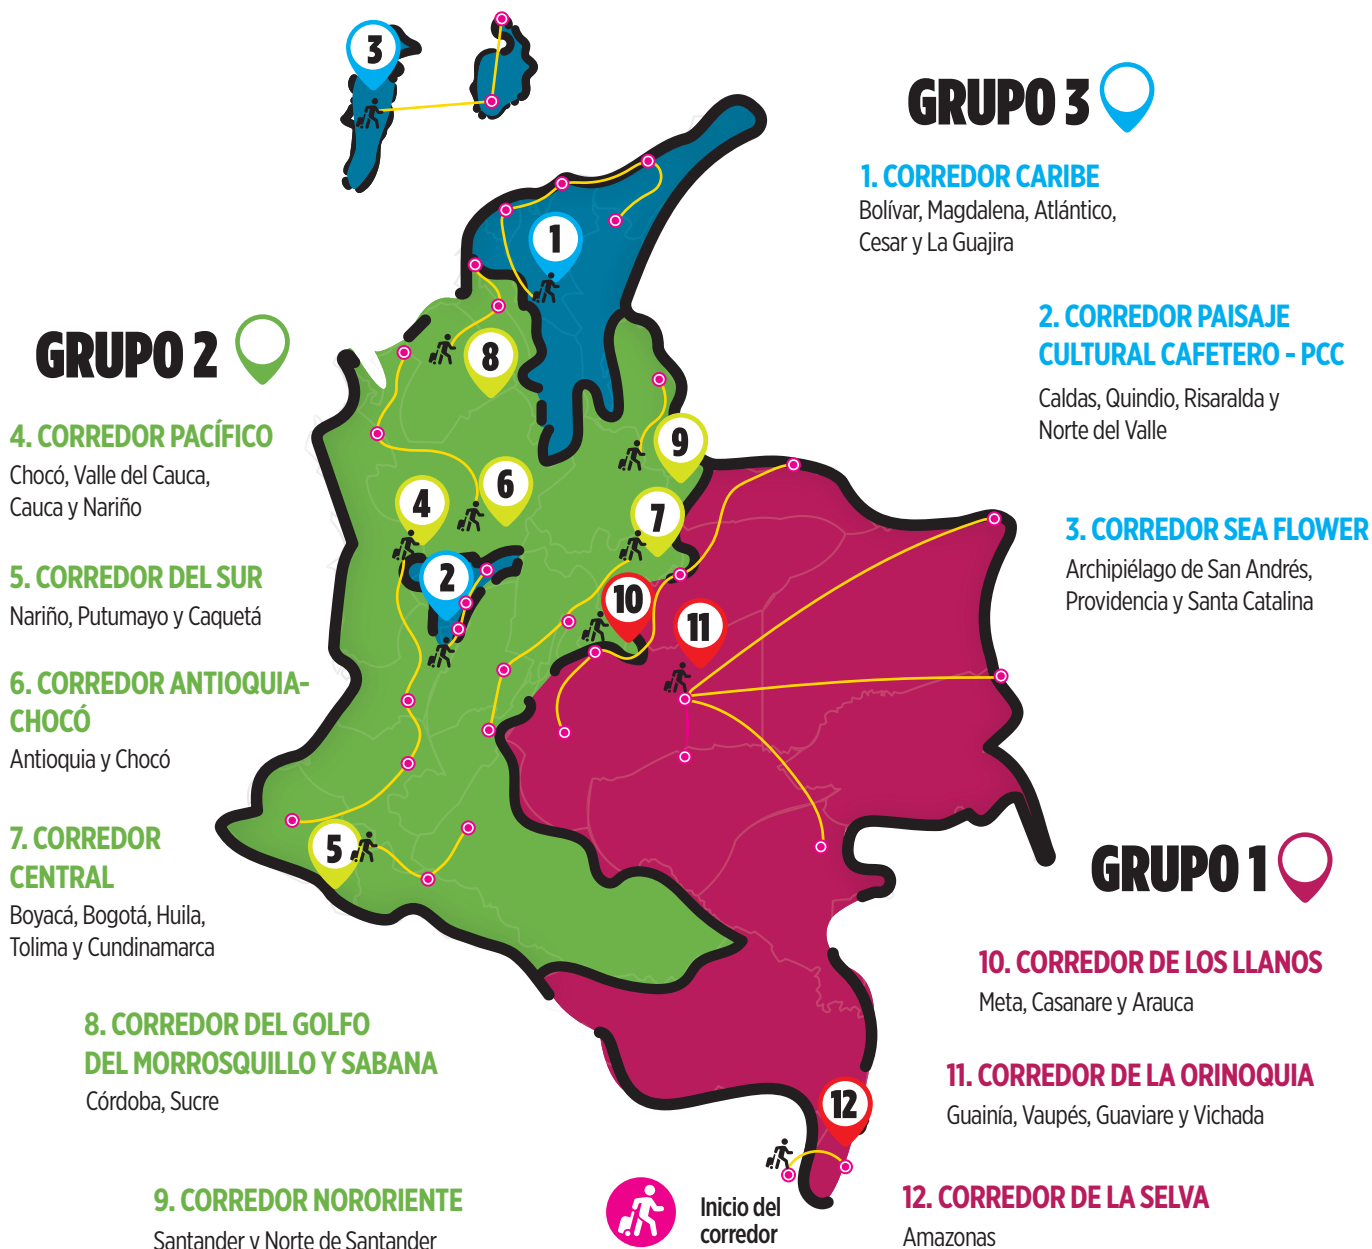 3
GRUPO 3
1. CORREDOR CARIBE
Bolívar, Magdalena, Atlántico,
Cesar y La Guajira
1
2. CORREDOR PAISAJE
CULTURAL CAFETERO - PCC
Caldas, Quindio, Risaralda y
Norte del Valle
3. CORREDOR SEA FLOWER
Archipiélago de San Andrés,
Providencia y Santa Catalina
GRUPO 2
4. CORREDOR PACÍFICO
Chocó, Valle del Cauca,
Cauca y Nariño
5. CORREDOR DEL SUR
Nariño, Putumayo y Caquetá
6. CORREDOR ANTIOQUIA-
CHOCÓ
Antioquia y Chocó
7. CORREDOR
CENTRAL
Boyacá, Bogotá, Huila,
Tolima y Cundinamarca
8. CORREDOR DEL GOLFO
DEL MORROSQUILLO Y SABANA
Córdoba, Sucre
9. CORREDOR NORORIENTE
Santander y Norte de Santander
8
9
6
4
7
2
10
11
5
12
GRUPO 1
10. CORREDOR DE LOS LLANOS
Meta, Casanare y Arauca
11. CORREDOR DE LA ORINOQUIA
Guainía, Vaupés, Guaviare y Vichada
12. CORREDOR DE LA SELVA
Amazonas
Inicio del
corredor